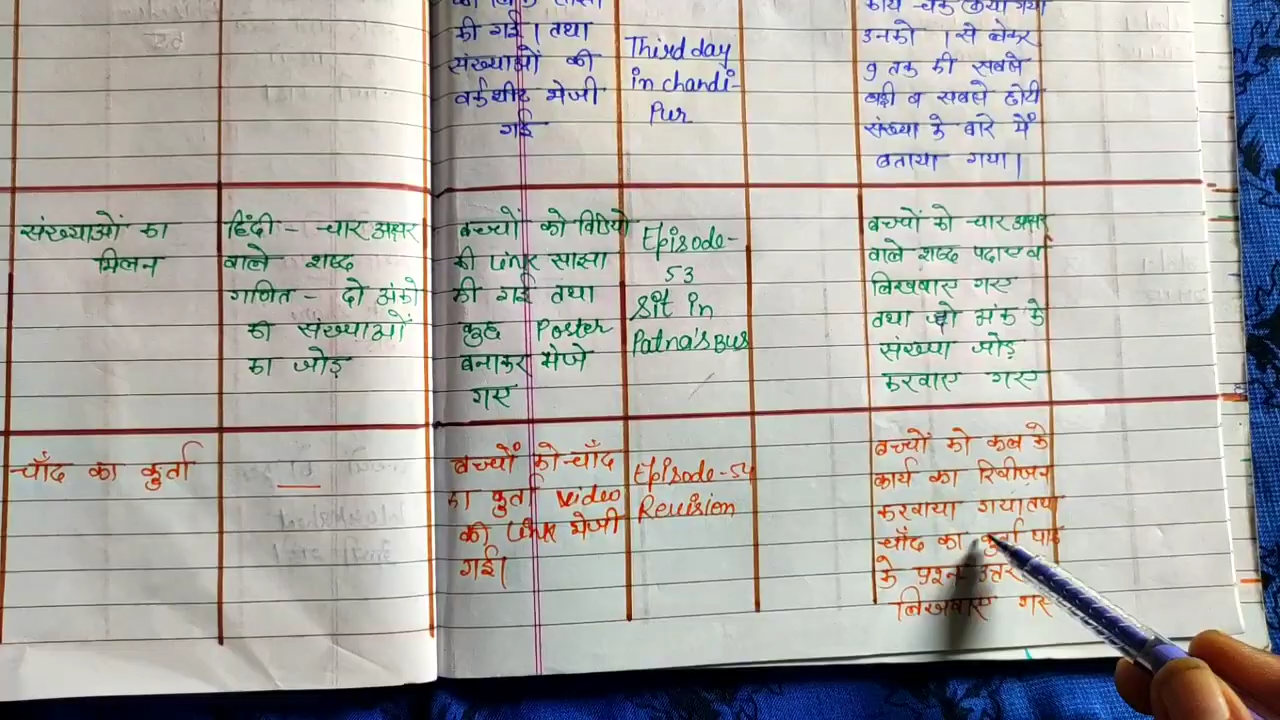 की गई। तथा
संख्याओं की
वर्कशीट भेजी
गई
Third day
in chandi-
Pur
कार्य चैक किया गया
उनको 1 से लेकर
9 तक की सबसे
बड़ी व सबसे छोटी
संख्या के बारे में
बताया गया।
संख्याओं का
मिलन
हिंदी - चार अक्षर
वाले शब्द
गणित - दो अंको
की संख्याओं
का जोड़
बच्चों को विडियो
की Link साझा
की गई तथा
कुछ Poster
बनाकर भेजे
गए
Episode-
53
Sit in
Patna's Bus
बच्चों को चार अक्षर
वाले शब्द पढाए व
लिखवाए गए
तथा दो अंक के
संख्या जोड़
करवाए गए
चाँद का कुर्ता
—
बच्चों को चाँद
का कुर्ता video
की Link भेजी
गई।
Episode-54
Revision
बच्चों को कल के
कार्य का रिवीज़न
करवाया गया तथा
चाँद का कुर्ता पाठ
के प्रश्न उत्तर
लिखवाए गए